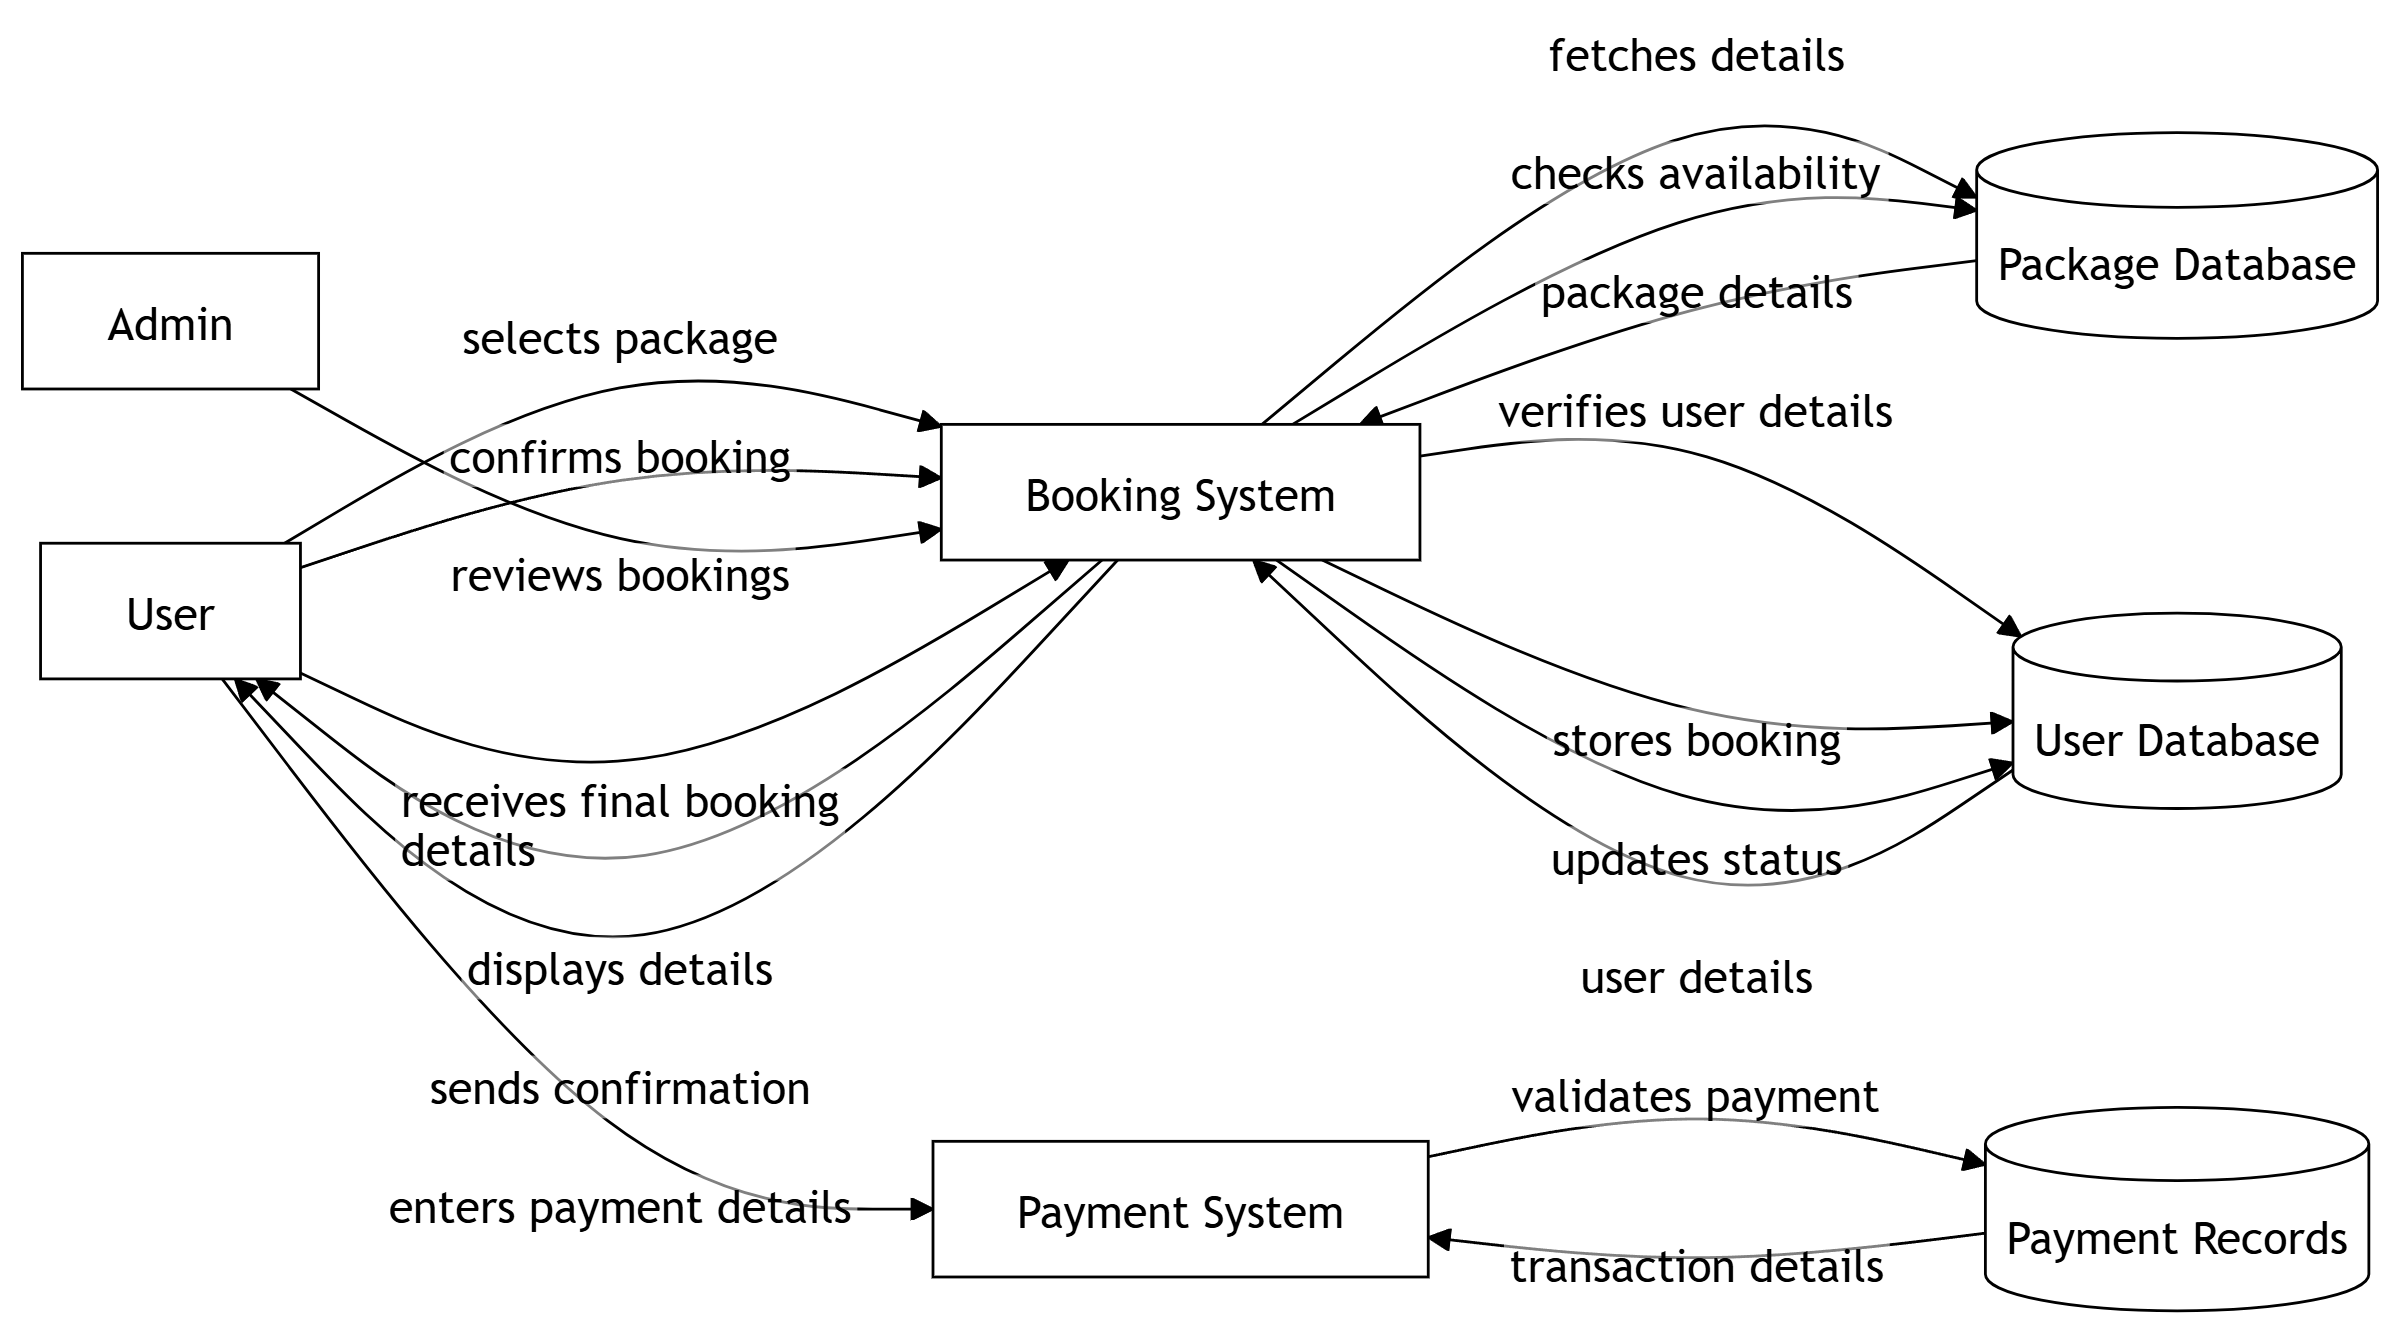 fetches details
checks availability
Package Database
package details
Admin
selects package
verifies user details
confirms booking
Booking System
reviews bookings
User
stores booking
User Database
receives final booking
details
updates status
displays details
user details
sends confirmation
validates payment
enters payment details
Payment System
Payment Records
transaction details